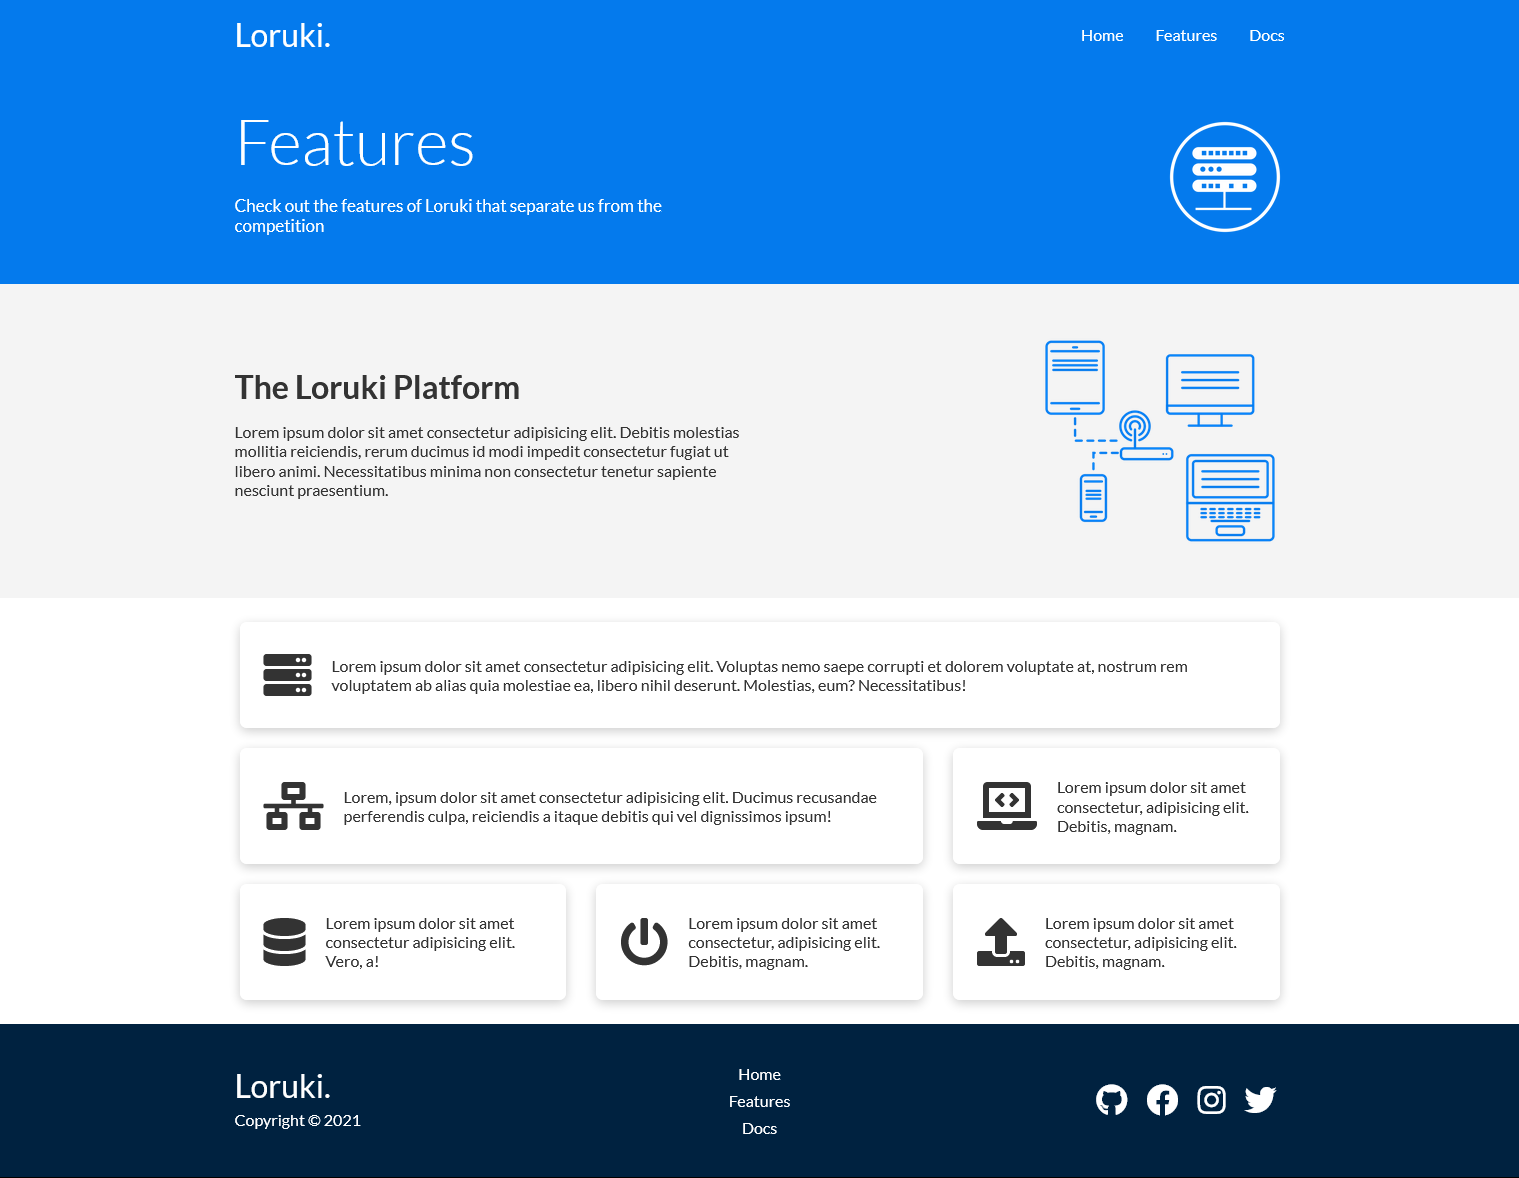 Loruki.
Home
Features
Docs
Features
Check out the features of Loruki that separate us from the
competition
The Loruki Platform
Lorem ipsum dolor sit amet consectetur adipisicing elit. Debitis molestias
mollitia reiciendis, rerum ducimus id modi impedit consectetur fugiat ut
libero animi. Necessitatibus minima non consectetur tenetur sapiente
nesciunt praesentium.
Lorem ipsum dolor sit amet consectetur adipisicing elit. Voluptas nemo saepe corrupti et dolorem voluptate at, nostrum rem
voluptatem ab alias quia molestiae ea, libero nihil deserunt. Molestias, eum? Necessitatibus!
Lorem, ipsum dolor sit amet consectetur adipisicing elit. Ducimus recusandae
perferendis culpa, reiciendis a itaque debitis qui vel dignissimos ipsum!
Lorem ipsum dolor sit amet
consectetur, adipisicing elit.
Debitis, magnam.
Lorem ipsum dolor sit amet
consectetur adipisicing elit.
Vero, a!
Lorem ipsum dolor sit amet
consectetur, adipisicing elit.
Debitis, magnam.
Lorem ipsum dolor sit amet
consectetur, adipisicing elit.
Debitis, magnam.
Loruki.
Copyright © 2021
Home
Features
Docs